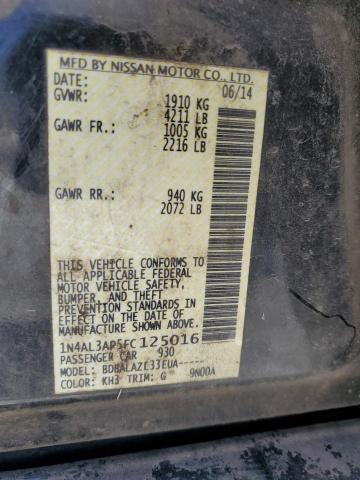 MFD BY NISSAN MOTOR CO., LTD.
DATE: 06/14
GVWR: 1910 KG
4211 LB
GAWR FR.: 1005 KG
2216 LB
GAWR RR.: 940 KG
2072 LB
THIS VEHICLE CONFORMS TO
ALL APPLICABLE FEDERAL
MOTOR VEHICLE SAFETY,
BUMPER, AND THEFT
PREVENTION STANDARDS IN
EFFECT ON THE DATE OF
MANUFACTURE SHOWN ABOVE.
1N4AL3AP5FC125016
PASSENGER CAR 930
MODEL: BDBALAZL33EUA-----
COLOR: KH3 TRIM: G 9N00A